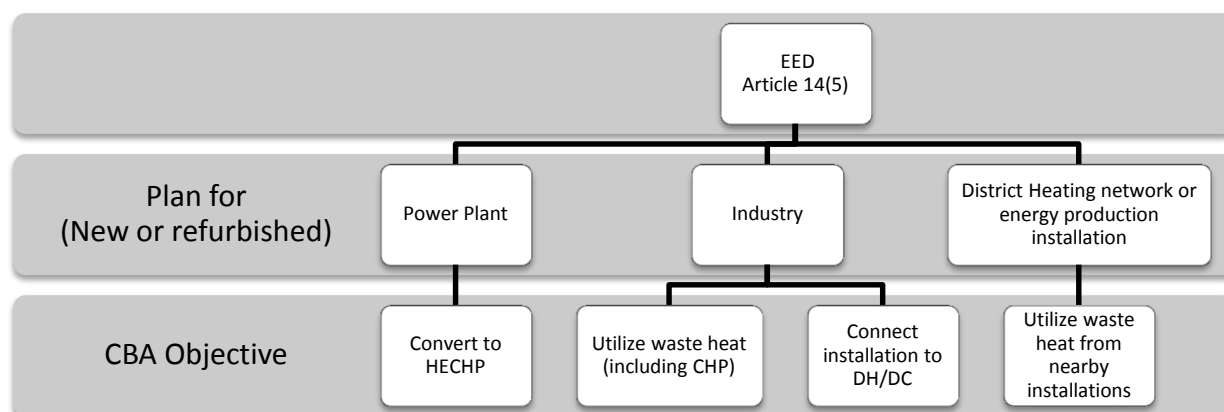 EED
Article 14(5)
Plan for
(New or refurbished)
Power Plant
Industry
District Heating network or
energy production
installation
CBA Objective
Convert to
HECHP
Utilize waste heat
(including CHP)
Connect
installation to
DH/DC
Utilize waste
heat from
nearby
installations